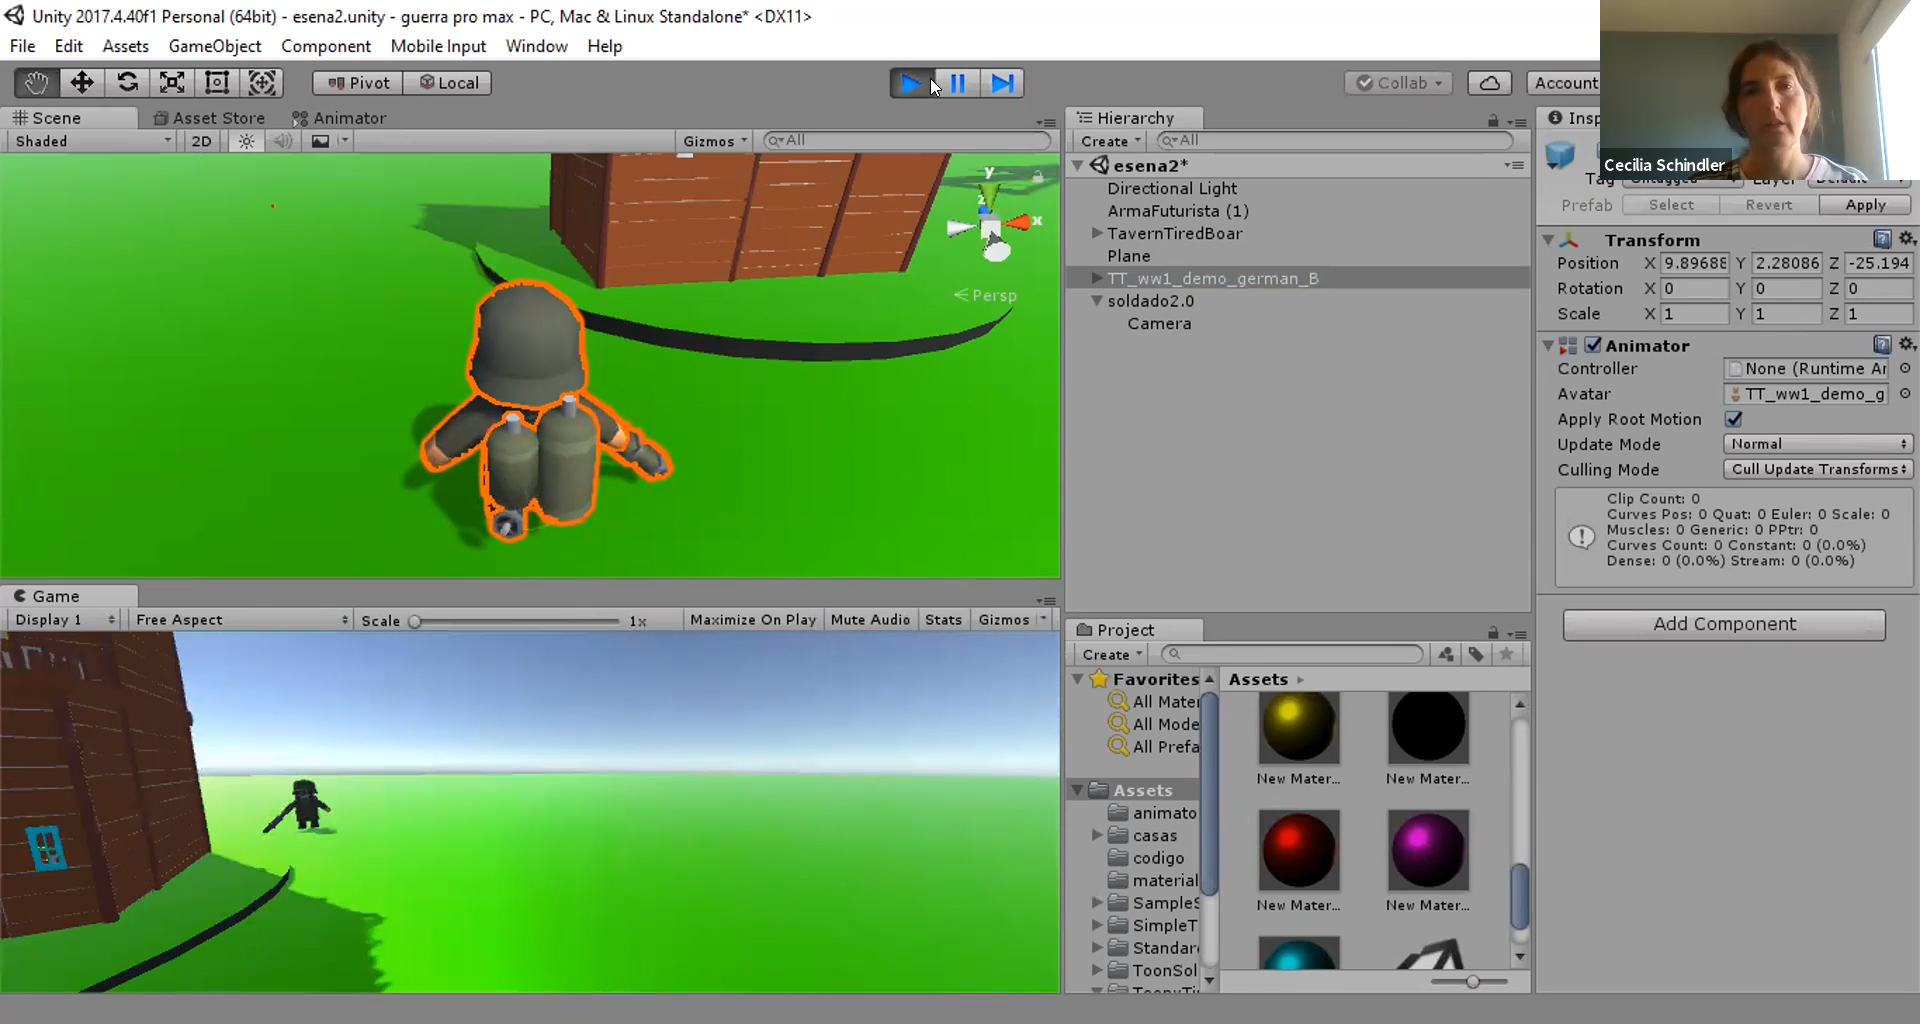 Unity 2017.4.40f1 Personal (64bit) - esena2.unity - guerra pro max - PC, Mac & Linux Standalone* <DX11>
File Edit Assets GameObject Component Mobile Input Window Help
Pivot Local Collab Account
Scene Asset Store Animator
Shaded 2D Gizmos All
y
z
x
Persp
Game
Display 1 Free Aspect Scale 1x Maximize On Play Mute Audio Stats Gizmos
Hierarchy
Create All
esena2*
Directional Light
ArmaFuturista (1)
TavernTiredBoar
Plane
TT_ww1_demo_german_B
soldado2.0
Camera
Project
Create
Favorites
All Mater
All Mode
All Prefa
Assets
animato
casas
codigo
material
SampleS
SimpleT
Standar
ToonSol
Assets
New Mater...
New Mater...
New Mater...
New Mater...
Cecilia Schindler
Insp
Tag
Prefab Select Revert Apply
Transform
Position X 9.89688 Y 2.28086 Z -25.194
Rotation X 0 Y 0 Z 0
Scale X 1 Y 1 Z 1
Animator
Controller None (Runtime Ar
Avatar TT_ww1_demo_g
Apply Root Motion
Update Mode Normal
Culling Mode Cull Update Transforms
Clip Count: 0
Curves Pos: 0 Quat: 0 Euler: 0 Scale: 0
Muscles: 0 Generic: 0 PPtr: 0
Curves Count: 0 Constant: 0 (0.0%)
Dense: 0 (0.0%) Stream: 0 (0.0%)
Add Component